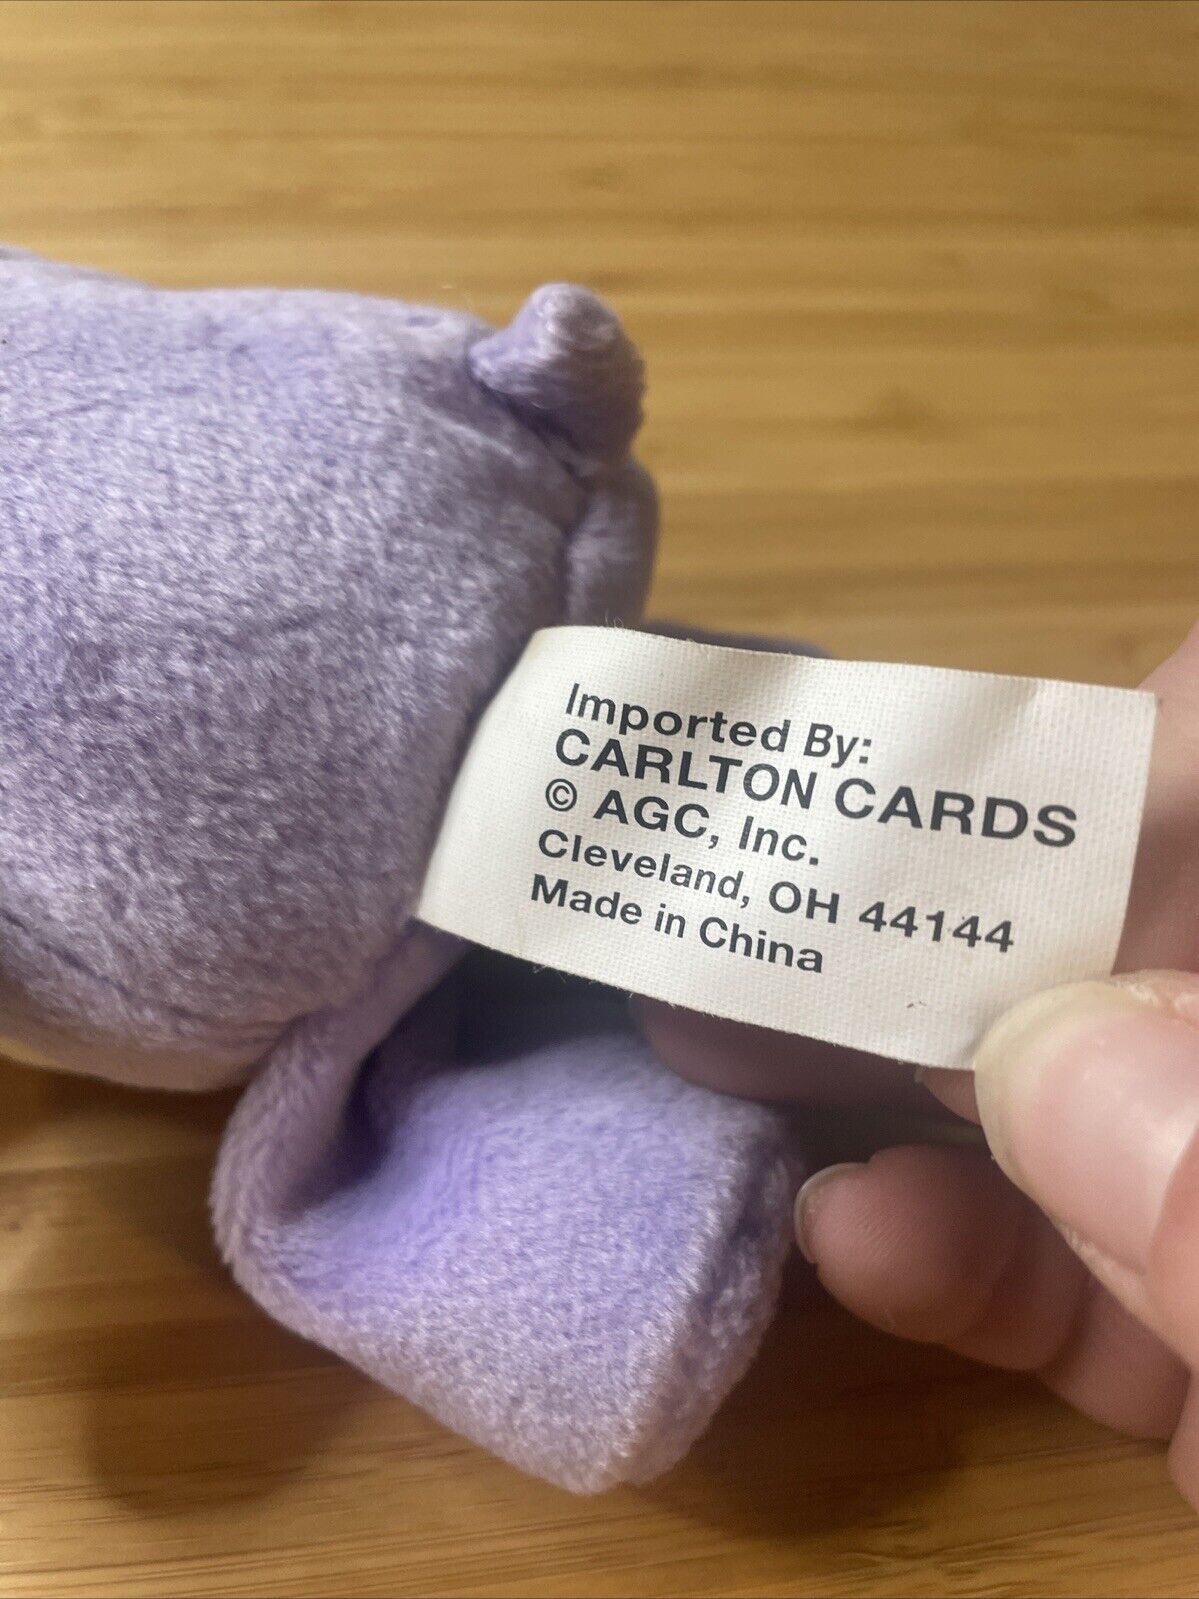 Imported By:
CARLTON CARDS
© AGC, Inc.
Cleveland, OH 44144
Made in China